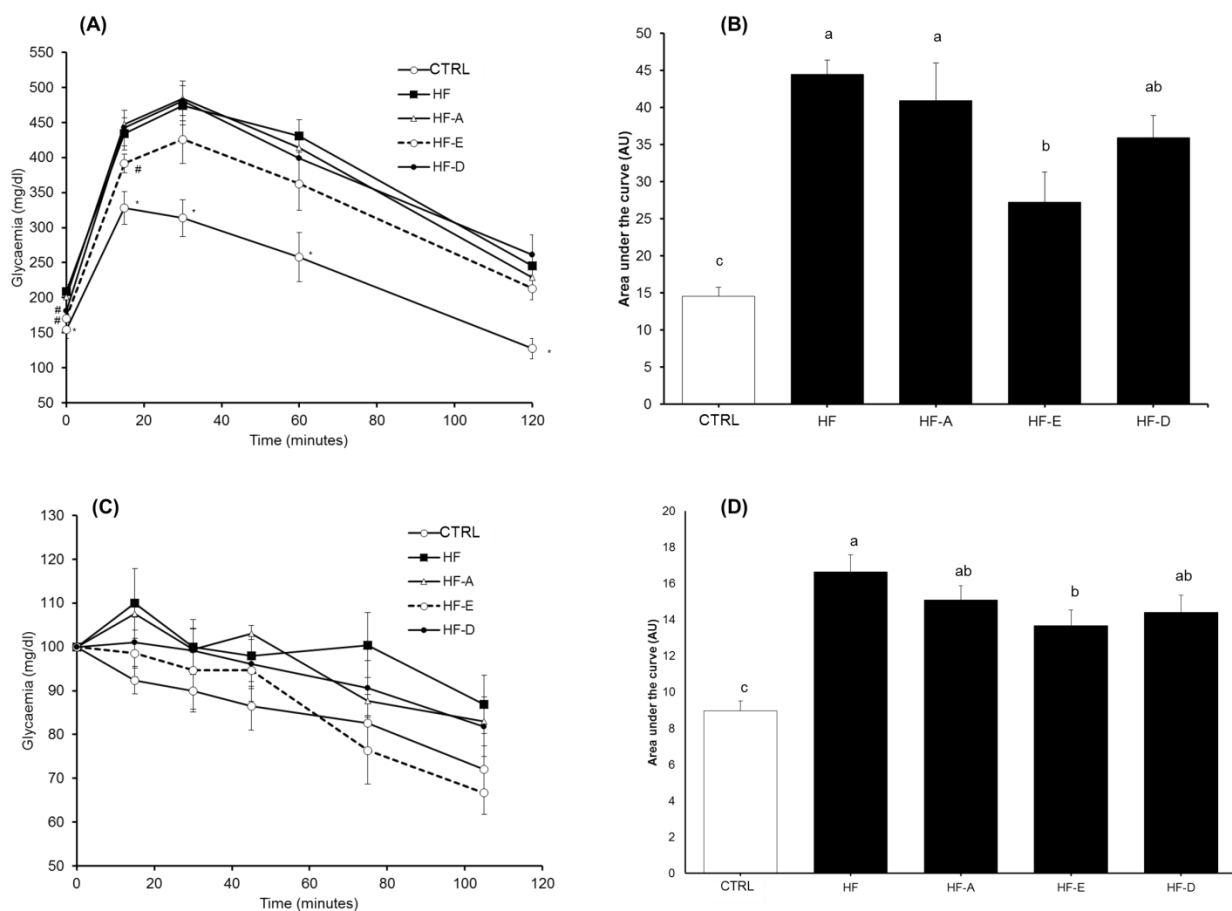 (A)
550
500
450
400
350
300
250
200
150
100
50
Glycaemia (mg/dl)
CTRL
HF
HF-A
HF-E
HF-D
#
*
*
*
#
#
*
*
0
20
40
60
80
100
120
Time (minutes)
(B)
50
45
40
35
30
25
20
15
10
5
0
Area under the curve (AU)
c
a
a
b
ab
CTRL
HF
HF-A
HF-E
HF-D
(C)
130
120
110
100
90
80
70
60
50
Glycaemia (mg/dl)
CTRL
HF
HF-A
HF-E
HF-D
0
20
40
60
80
100
120
Time (minutes)
(D)
20
18
16
14
12
10
8
6
4
2
0
Area under the curve (AU)
c
a
ab
b
ab
CTRL
HF
HF-A
HF-E
HF-D